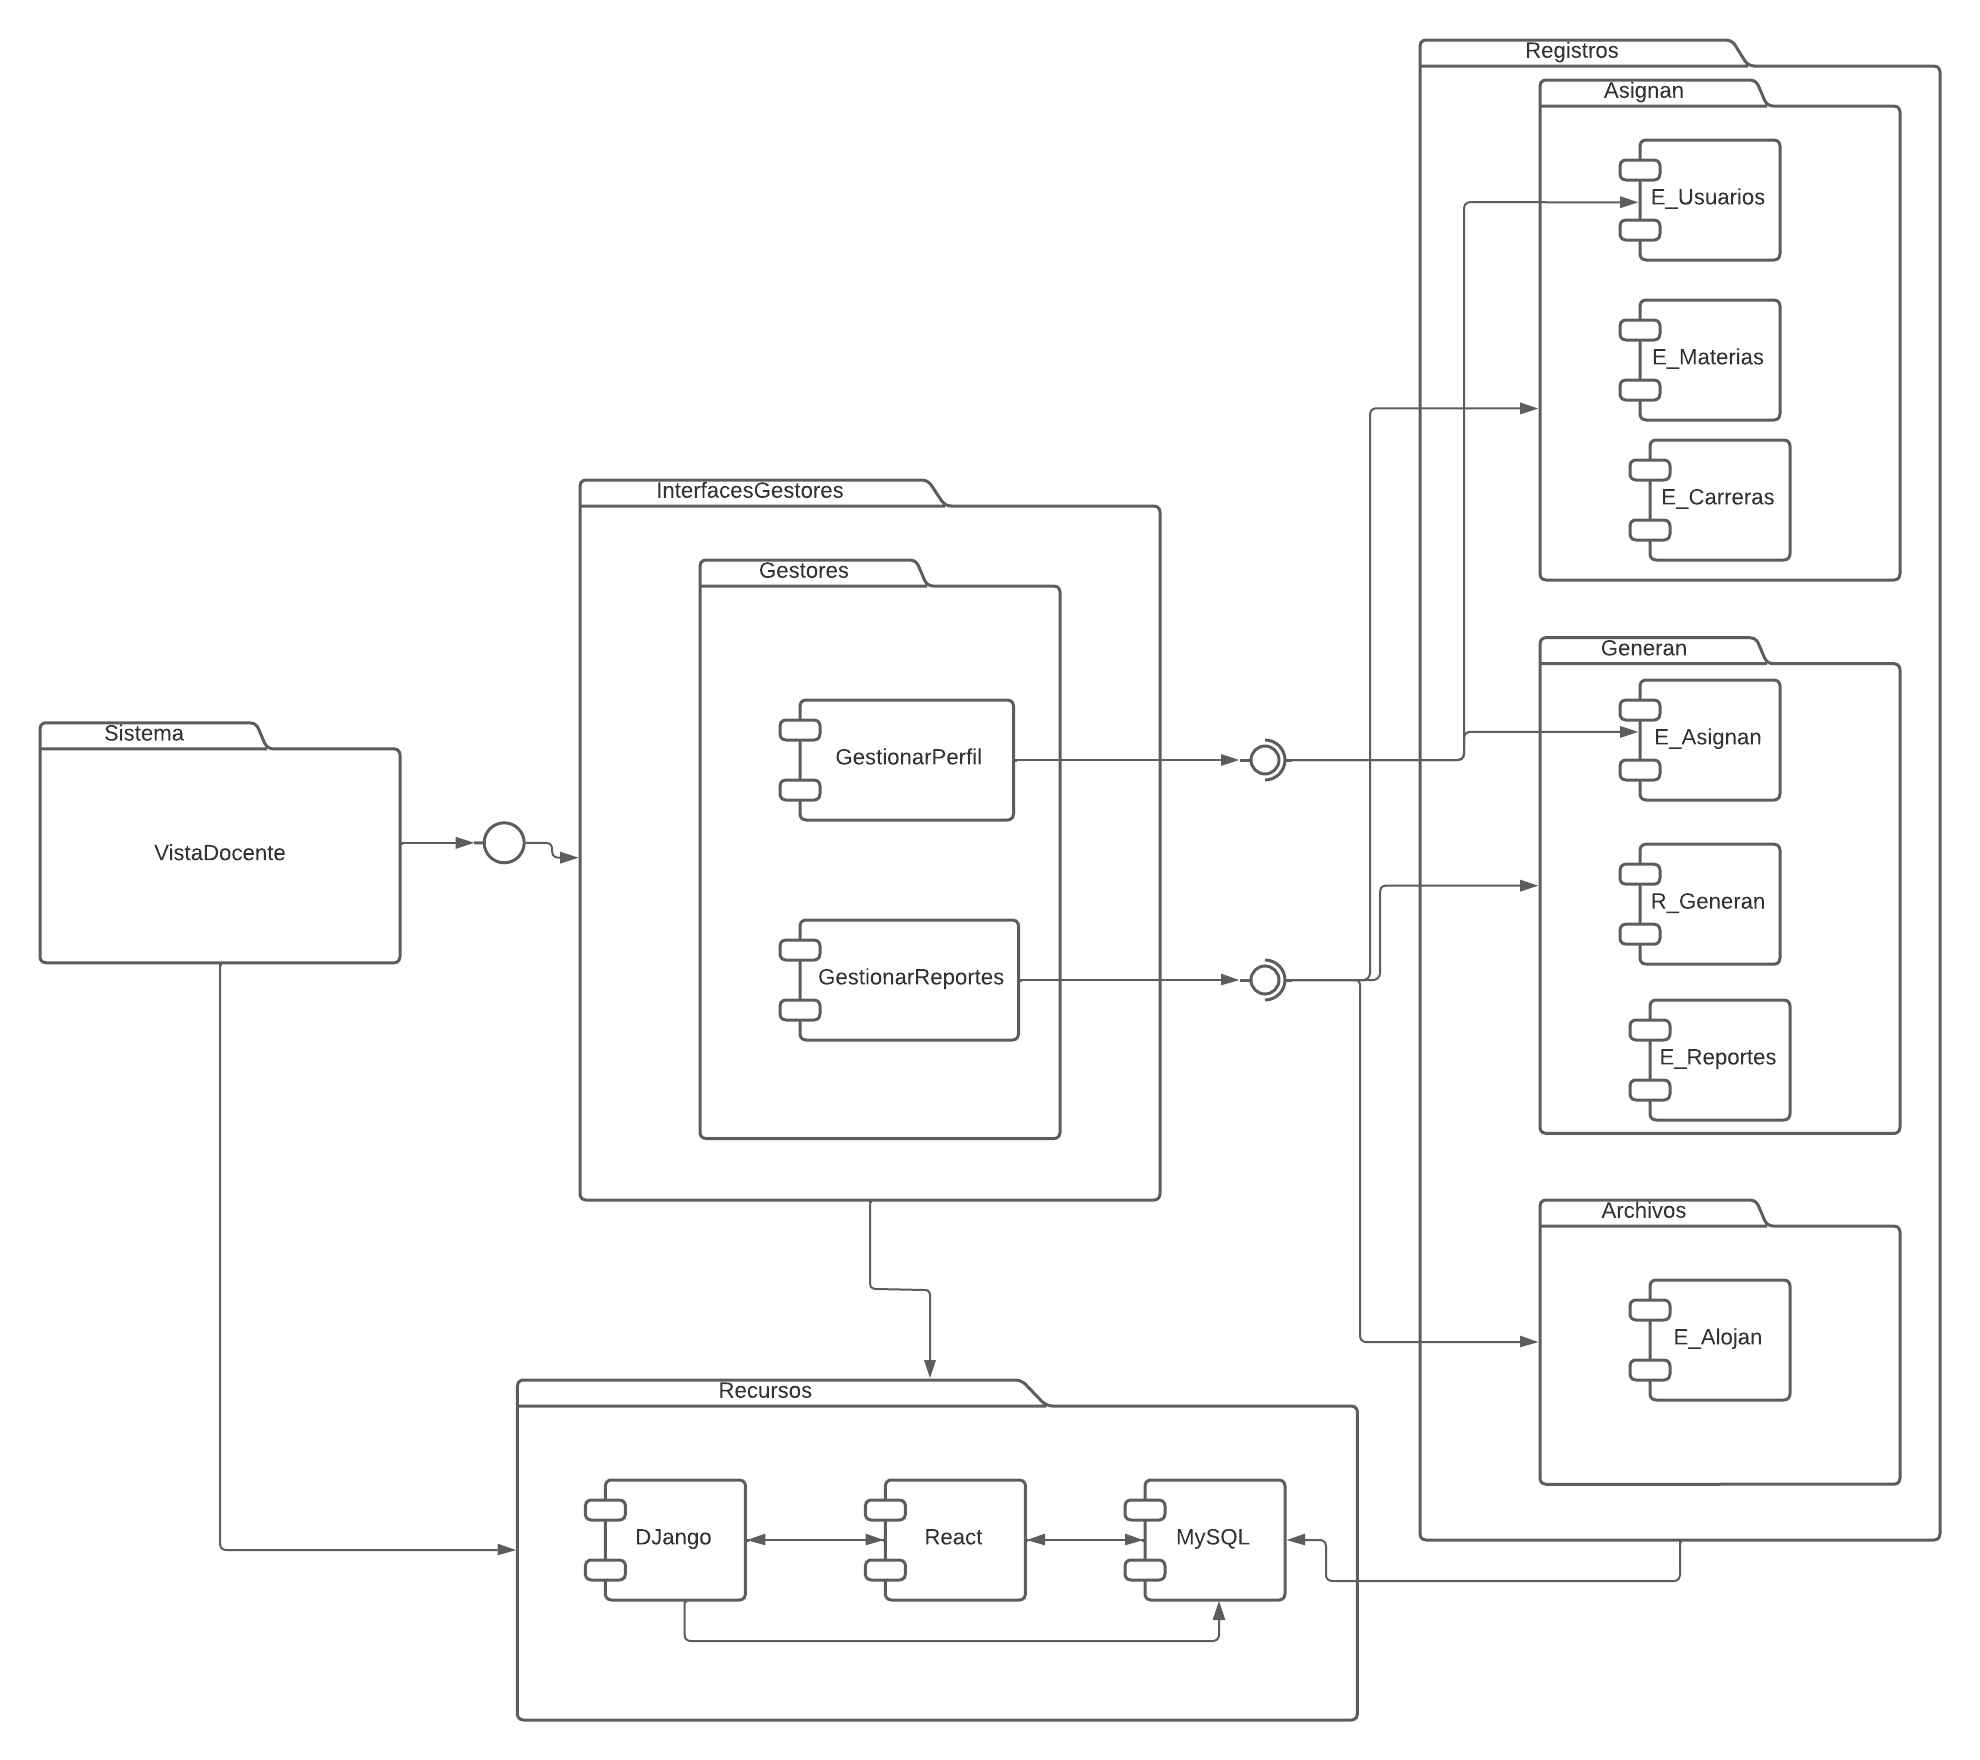 Registros
Asignan
E_Usuarios
E_Materias
E_Carreras
InterfacesGestores
Gestores
GestionarPerfil
GestionarReportes
Generan
E_Asignan
R_Generan
E_Reportes
Sistema
VistaDocente
Archivos
E_Alojan
Recursos
DJango
React
MySQL